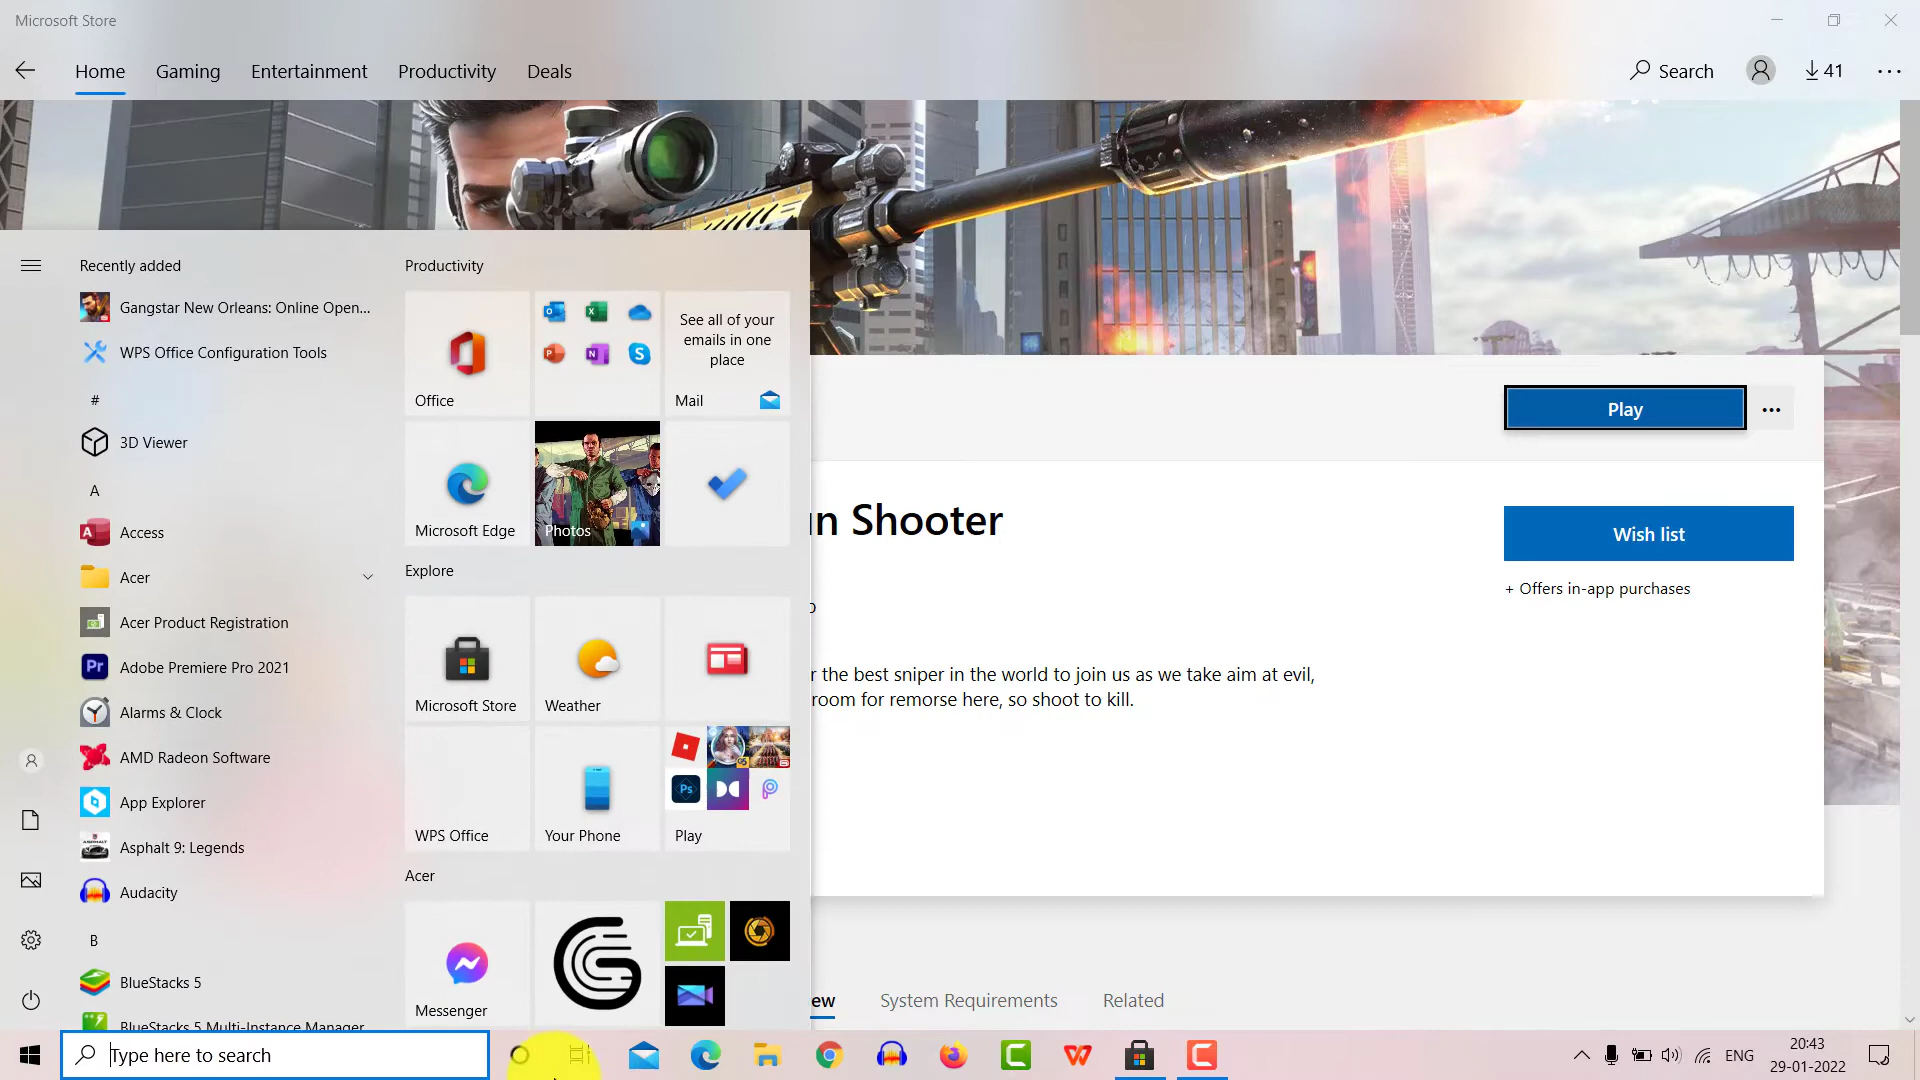 Microsoft Store
Home
Gaming
Entertainment
Productivity
Deals
Search
41
Recently added
Gangstar New Orleans: Online Open...
WPS Office Configuration Tools
#
3D Viewer
A
Access
Acer
Acer Product Registration
Adobe Premiere Pro 2021
Alarms & Clock
AMD Radeon Software
App Explorer
Asphalt 9: Legends
Audacity
B
BlueStacks 5
BlueStacks 5 Multi-Instance Manager
Productivity
Office
See all of your
emails in one
place
Mail
Microsoft Edge
Photos
Explore
Microsoft Store
Weather
WPS Office
Your Phone
Play
Acer
Messenger
Play
un Shooter
Wish list
+ Offers in-app purchases
r the best sniper in the world to join us as we take aim at evil,
room for remorse here, so shoot to kill.
ew
System Requirements
Related
Type here to search
ENG
20:43
29-01-2022